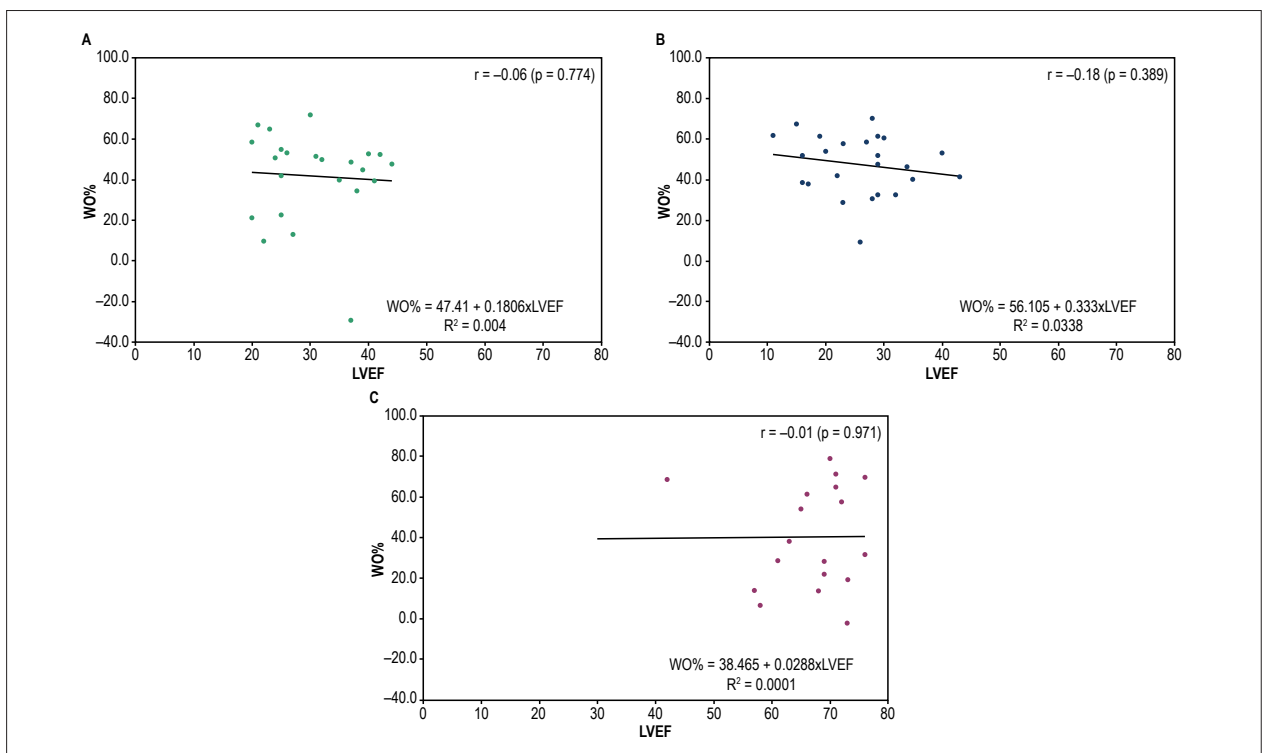 A
100.0
80.0
60.0
40.0
20.0
0.0
–20.0
–40.0
WO%
r = –0.06 (p = 0.774)
WO% = 47.41 + 0.1806xLVEF
R² = 0.004
0 10 20 30 40 50 60 70 80
LVEF
B
100.0
80.0
60.0
40.0
20.0
0.0
–20.0
–40.0
WO%
r = –0.18 (p = 0.389)
WO% = 56.105 + 0.333xLVEF
R² = 0.0338
0 10 20 30 40 50 60 70 80
LVEF
C
100.0
80.0
60.0
40.0
20.0
0.0
–20.0
–40.0
WO%
r = –0.01 (p = 0.971)
WO% = 38.465 + 0.0288xLVEF
R² = 0.0001
0 10 20 30 40 50 60 70 80
LVEF